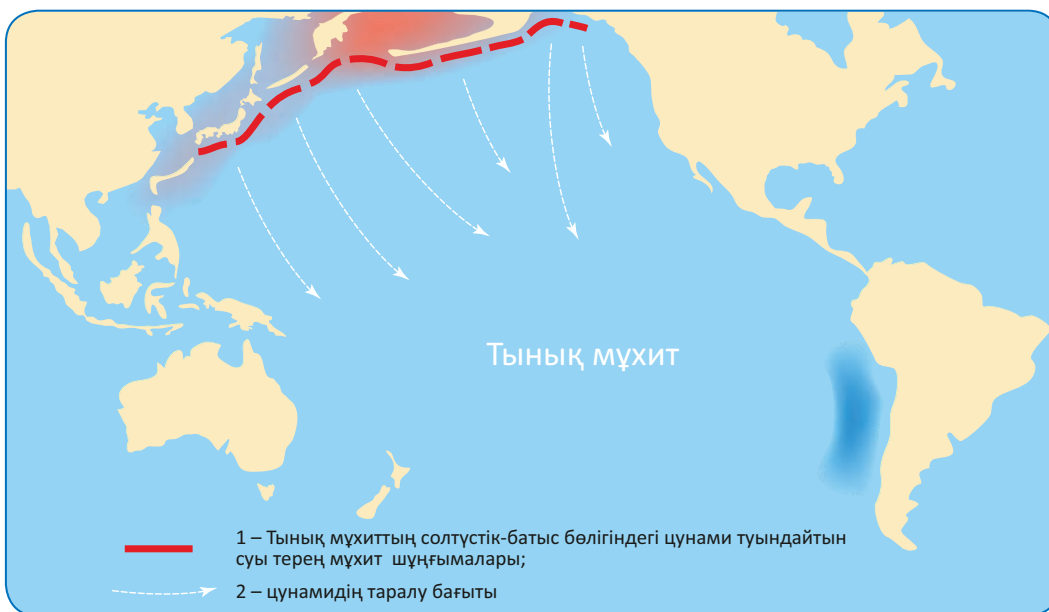 Тынық мұхит
1 – Тынық мұхиттың солтүстік-батыс бөлігіндегі цунами туындайтын
суы терең мұхит шұңғымалары;
2 – цунамидің таралу бағыты